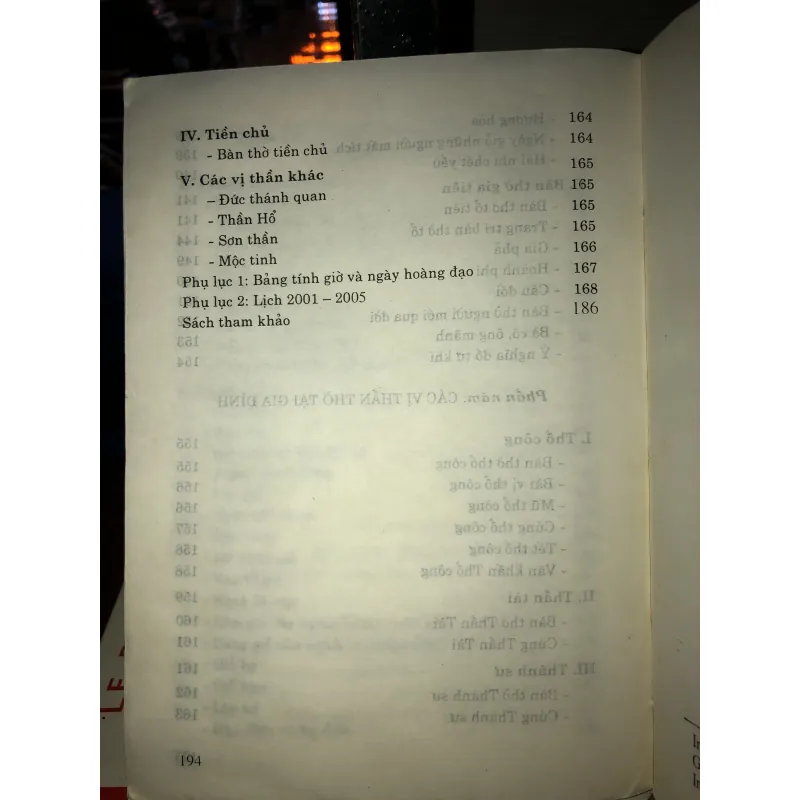 IV. Tiền chủ 164
- Bàn thờ tiền chủ 164
V. Các vị thần khác 165
– Đức thánh quan 165
- Thần Hổ 165
- Sơn thần 165
- Mộc tinh 166
Phụ lục 1: Bảng tính giờ và ngày hoàng đạo 167
Phụ lục 2: Lịch 2001 – 2005 168
Sách tham khảo 186
194